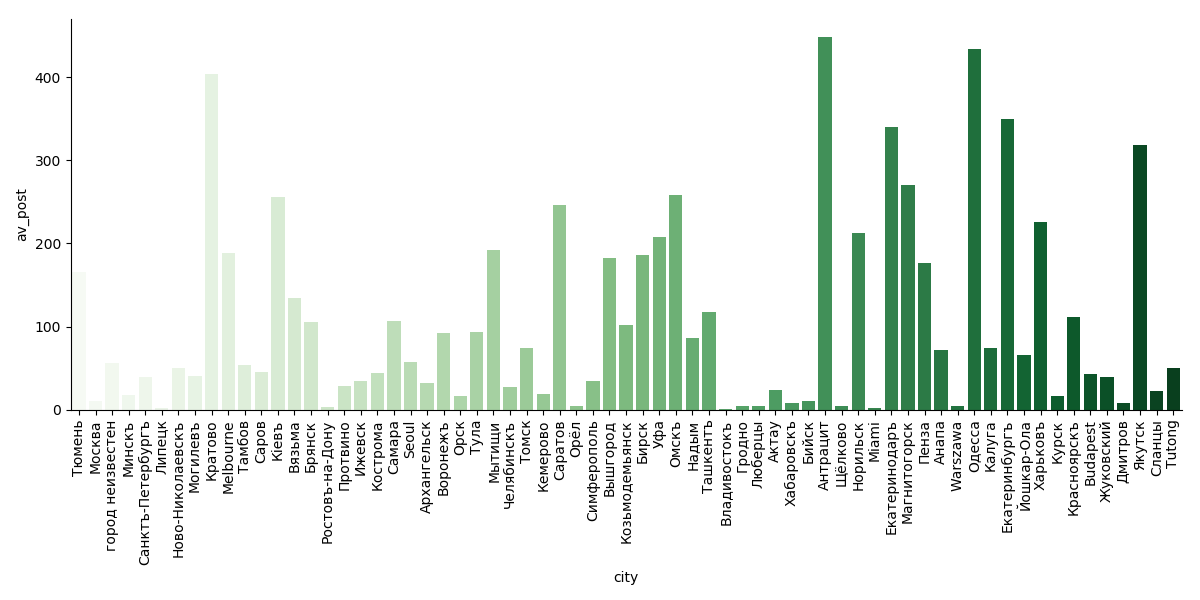 av_post
400
300
200
100
0
Тюмень
Москва
город неизвестен
Минскъ
Санктъ-Петербургъ
Липецк
Ново-Николаевскъ
Могилевъ
Кратово
Melbourne
Тамбов
Саров
Кіевъ
Вязьма
Брянск
Ростовъ-на-Дону
Протвино
Ижевск
Кострома
Самара
Seoul
Архангельск
Воронежъ
Орск
Тула
Мытищи
Челябинскъ
Томск
Кемерово
Саратов
Орёл
Симферополь
Вышгород
Козьмодемьянск
Бирск
Уфа
Омскъ
Надым
Ташкентъ
Владивостокъ
Гродно
Люберцы
Актау
Хабаровскъ
Бийск
Антрацит
Щёлково
Норильск
Miami
Екатеринодаръ
Магнитогорск
Пенза
Анапа
Warszawa
Одесса
Калуга
Екатеринбургъ
Йошкар-Ола
Харьковъ
Курск
Красноярскъ
Budapest
Жуковский
Дмитров
Якутск
Сланцы
Tutong
city